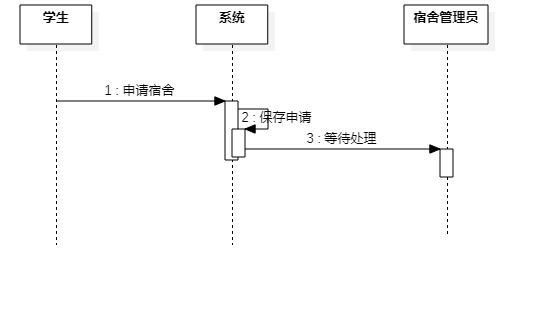 学生
系统
宿舍管理员
1 : 申请宿舍
2 : 保存申请
3 : 等待处理